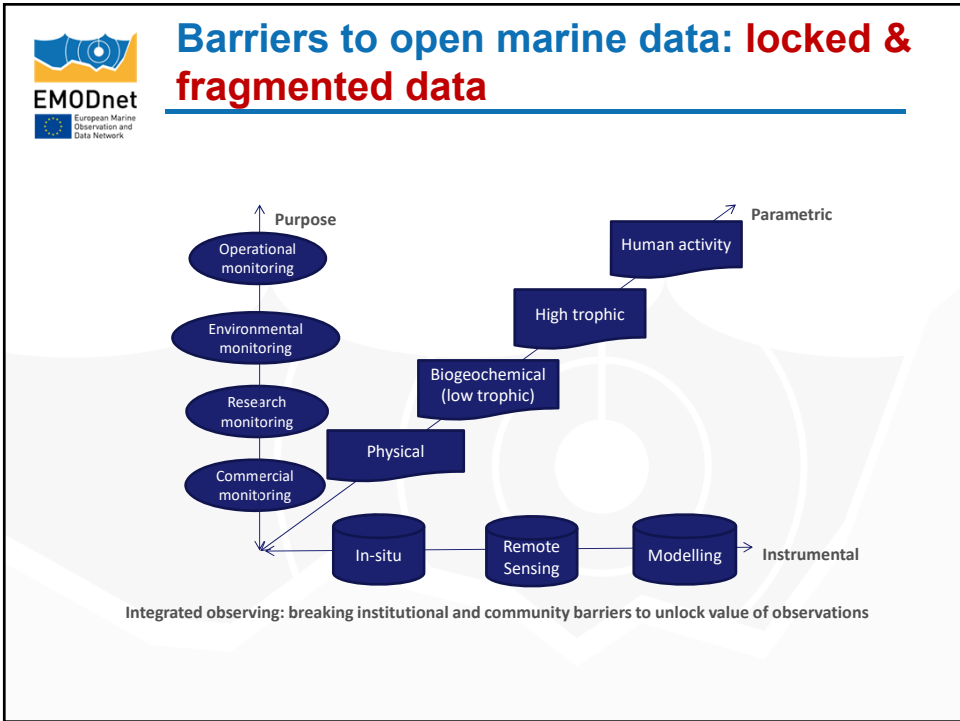 Barriers to open marine data: locked &
fragmented data
EMODnet
European Marine
Observation and
Data Network
Purpose
Parametric
Operational
monitoring
Human activity
High trophic
Environmental
monitoring
Biogeochemical
(low trophic)
Research
monitoring
Physical
Commercial
monitoring
In-situ
Remote
Sensing
Modelling
Instrumental
Integrated observing: breaking institutional and community barriers to unlock value of observations